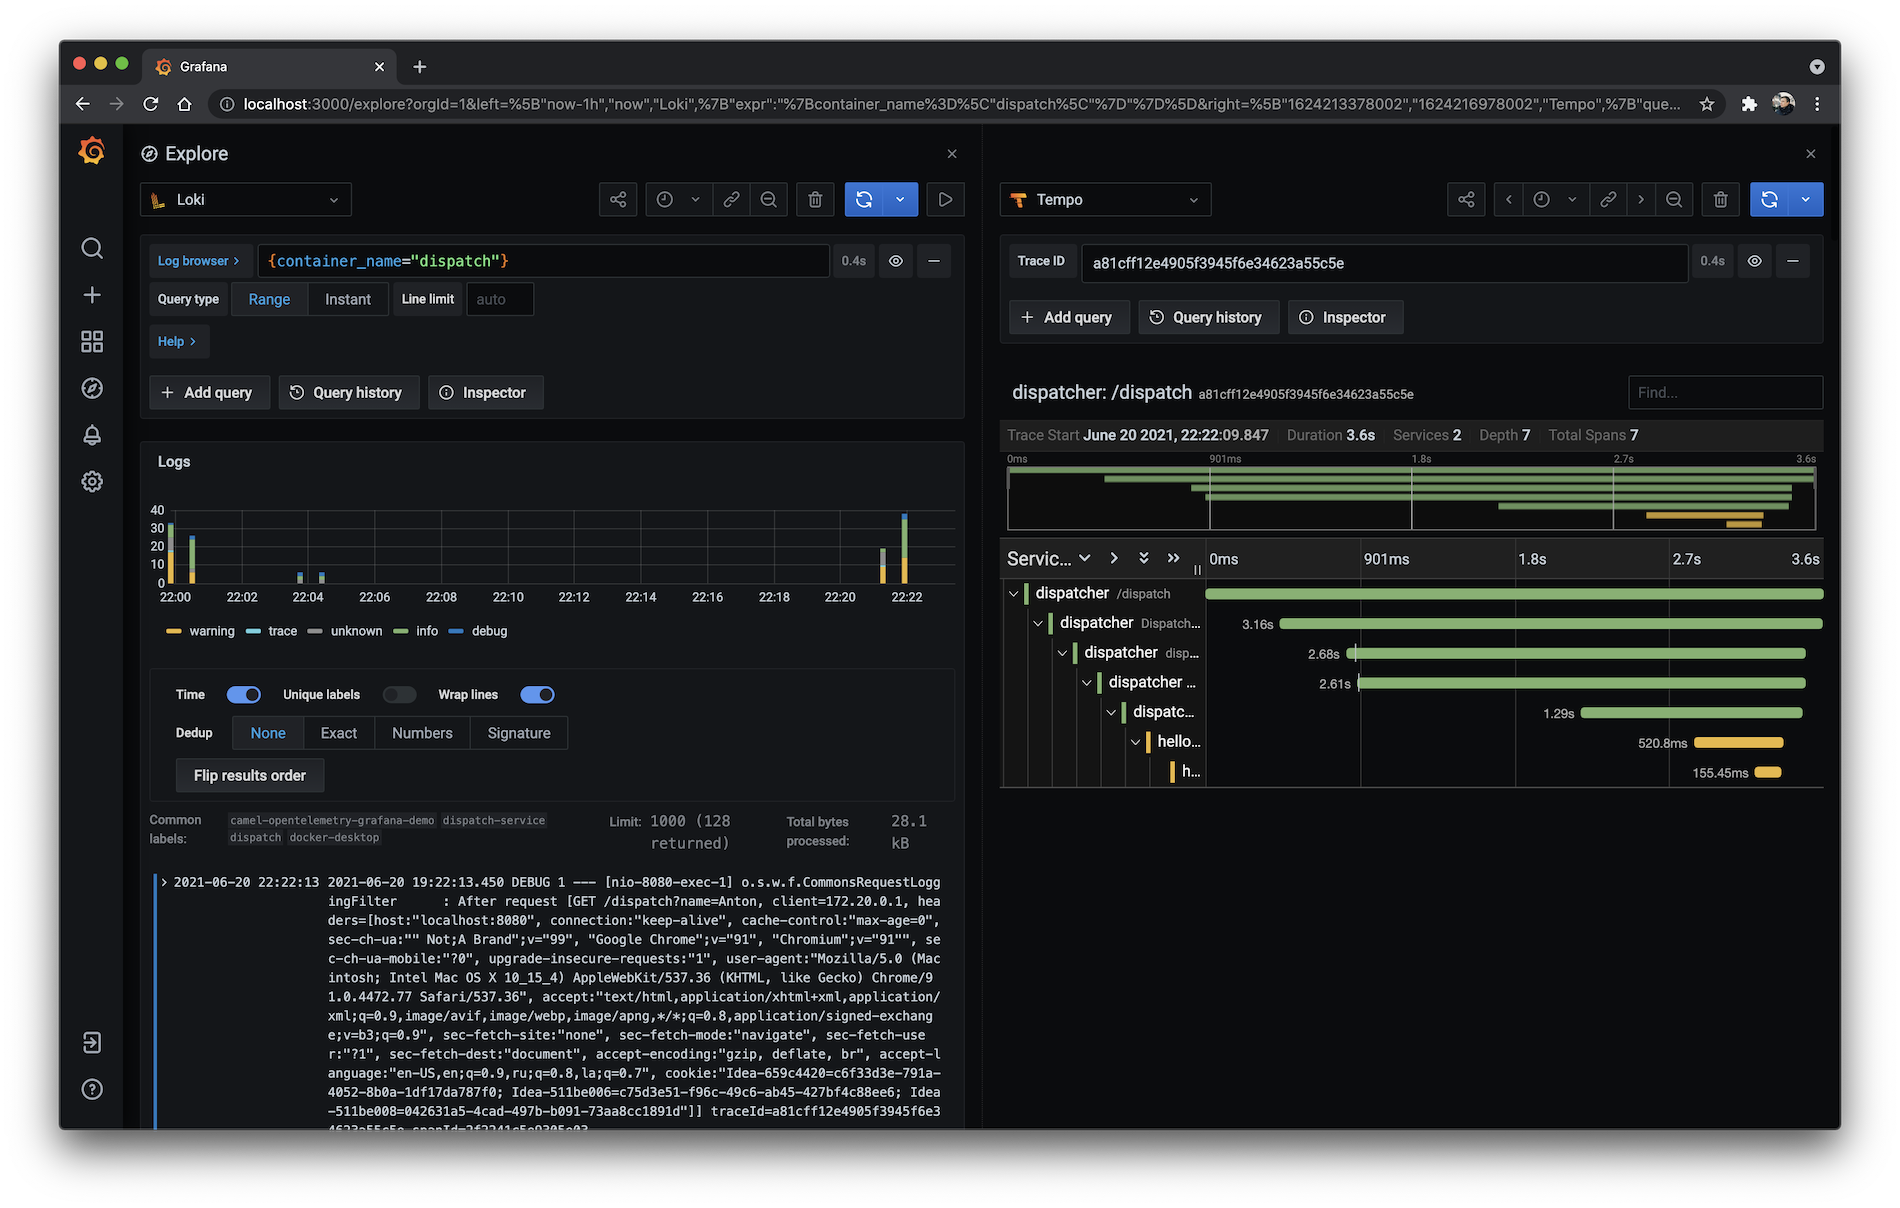 Grafana
localhost:3000/explore?orgId=1&left=%5B"now-1h","now","Loki",%7B"expr":"%7Bcontainer_name%3D%5C"dispatch%5C"%7D"%7D%5D&right=%5B"1624213378002","1624216978002","Tempo",%7B"que...
Explore
Loki
Log browser >
{container_name="dispatch"}
0.4s
Query type
Range
Instant
Line limit
auto
Help >
+ Add query
Query history
Inspector
Logs
40
30
20
10
0
22:00 22:02 22:04 22:06 22:08 22:10 22:12 22:14 22:16 22:18 22:20 22:22
warning trace unknown info debug
Time
Unique labels
Wrap lines
Dedup
None
Exact
Numbers
Signature
Flip results order
Common labels:
camel-opentelemetry-grafana-demo dispatch-service
dispatch docker-desktop
Limit: 1000 (128 returned)
Total bytes processed: 28.1 kB
2021-06-20 22:22:13 2021-06-20 19:22:13.450 DEBUG 1 --- [nio-8080-exec-1] o.s.w.f.CommonsRequestLogg
ingFilter : After request [GET /dispatch?name=Anton, client=172.20.0.1, hea
ders=[host:"localhost:8080", connection:"keep-alive", cache-control:"max-age=0",
sec-ch-ua:"" Not;A Brand";v="99", "Google Chrome";v="91", "Chromium";v="91"", se
c-ch-ua-mobile:"?0", upgrade-insecure-requests:"1", user-agent:"Mozilla/5.0 (Mac
intosh; Intel Mac OS X 10_15_4) AppleWebKit/537.36 (KHTML, like Gecko) Chrome/9
1.0.4472.77 Safari/537.36", accept:"text/html,application/xhtml+xml,application/
xml;q=0.9,image/avif,image/webp,image/apng,*/*;q=0.8,application/signed-exchang
e;v=b3;q=0.9", sec-fetch-site:"none", sec-fetch-mode:"navigate", sec-fetch-use
r:"?1", sec-fetch-dest:"document", accept-encoding:"gzip, deflate, br", accept-l
anguage:"en-US,en;q=0.9,ru;q=0.8,la;q=0.7", cookie:"Idea-659c4420=c6f33d3e-791a-
4052-8b0a-1df17da787f0; Idea-511be006=c75d3e51-f96c-49c6-ab45-427bf4c88ee6; Idea
-511be008=042631a5-4cad-497b-b091-73aa8cc1891d"]] traceId=a81cff12e4905f3945f6e3
Tempo
Trace ID
a81cff12e4905f3945f6e34623a55c5e
0.4s
+ Add query
Query history
Inspector
dispatcher: /dispatch a81cff12e4905f3945f6e34623a55c5e
Find...
Trace Start June 20 2021, 22:22:09.847 Duration 3.6s Services 2 Depth 7 Total Spans 7
0ms 901ms 1.8s 2.7s 3.6s
Servic...
0ms 901ms 1.8s 2.7s 3.6s
dispatcher /dispatch
dispatcher Dispatch... 3.16s
dispatcher disp... 2.68s
dispatcher ... 2.61s
dispatc... 1.29s
hello... 520.8ms
h... 155.45ms